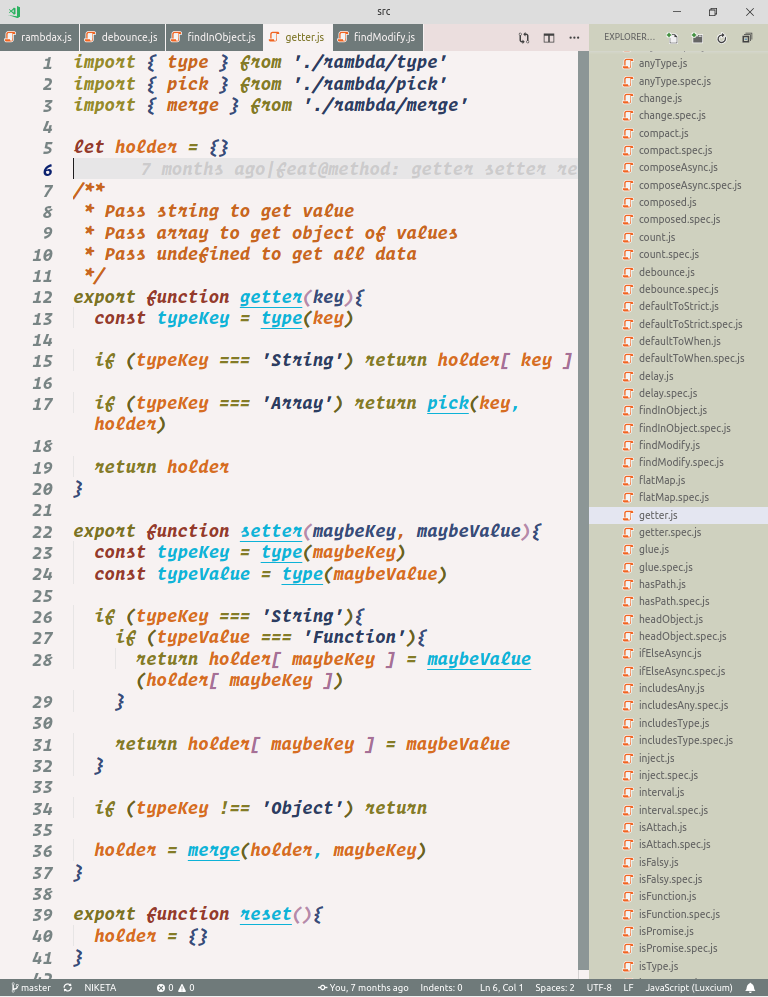 src
rambdax.js
debounce.js
findInObject.js
getter.js
findModify.js
1 import { type } from './rambda/type'
2 import { pick } from './rambda/pick'
3 import { merge } from './rambda/merge'
4
5 let holder = {}
6 7 months ago|feat@method: getter setter re
7 /**
8 * Pass string to get value
9 * Pass array to get object of values
10 * Pass undefined to get all data
11 */
12 export function getter(key){
13 const typeKey = type(key)
14
15 if (typeKey === 'String') return holder[ key ]
16
17 if (typeKey === 'Array') return pick(key,
holder)
18
19 return holder
20 }
21
22 export function setter(maybeKey, maybeValue){
23 const typeKey = type(maybeKey)
24 const typeValue = type(maybeValue)
25
26 if (typeKey === 'String'){
27 if (typeValue === 'Function'){
28 return holder[ maybeKey ] = maybeValue
(holder[ maybeKey ])
29 }
30
31 return holder[ maybeKey ] = maybeValue
32 }
33
34 if (typeKey !== 'Object') return
35
36 holder = merge(holder, maybeKey)
37 }
38
39 export function reset(){
40 holder = {}
41 }
42
EXPLORER...
anyType.js
anyType.spec.js
change.js
change.spec.js
compact.js
compact.spec.js
composeAsync.js
composeAsync.spec.js
composed.js
composed.spec.js
count.js
count.spec.js
debounce.js
debounce.spec.js
defaultToStrict.js
defaultToStrict.spec.js
defaultToWhen.js
defaultToWhen.spec.js
delay.js
delay.spec.js
findInObject.js
findInObject.spec.js
findModify.js
findModify.spec.js
flatMap.js
flatMap.spec.js
getter.js
getter.spec.js
glue.js
glue.spec.js
hasPath.js
hasPath.spec.js
headObject.js
headObject.spec.js
ifElseAsync.js
ifElseAsync.spec.js
includesAny.js
includesAny.spec.js
includesType.js
includesType.spec.js
inject.js
inject.spec.js
interval.js
interval.spec.js
isAttach.js
isAttach.spec.js
isFalsy.js
isFalsy.spec.js
isFunction.js
isFunction.spec.js
isPromise.js
isPromise.spec.js
isType.js
master NIKETA 0 0 You, 7 months ago Indents: 0 Ln 6, Col 1 Spaces: 2 UTF-8 LF JavaScript (Luxcium)